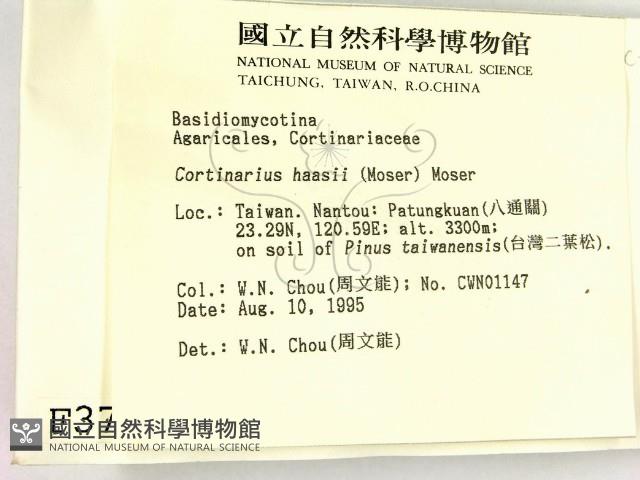 國立自然科學博物館
NATIONAL MUSEUM OF NATURAL SCIENCE
TAICHUNG, TAIWAN, R.O.CHINA
Basidiomycotina
Agaricales, Cortinariaceae
Cortinarius haasii (Moser) Moser
Loc.: Taiwan. Nantou: Patungkuan(八通關)
23.29N, 120.59E; alt. 3300m;
on soil of Pinus taiwanensis(台灣二葉松).
Col.: W.N. Chou(周文能); No. CWN01147
Date: Aug. 10, 1995
Det.: W.N. Chou(周文能)
國立自然科學博物館
NATIONAL MUSEUM OF NATURAL SCIENCE